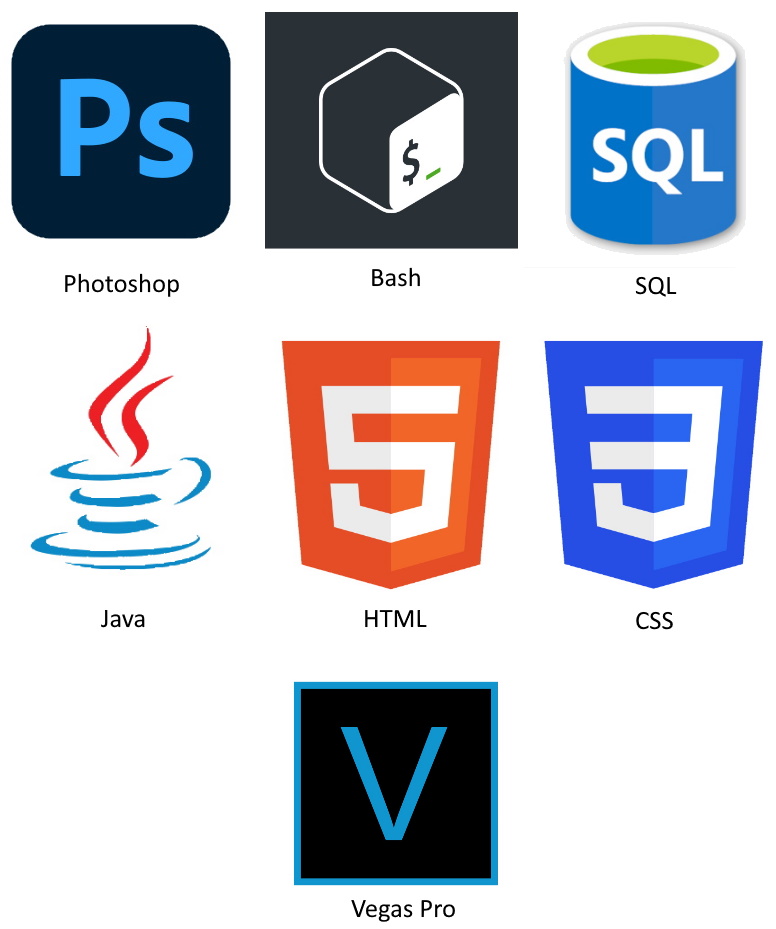 Ps
$_
SQL
Photoshop
Bash
SQL
5
3
Java
HTML
CSS
V
Vegas Pro